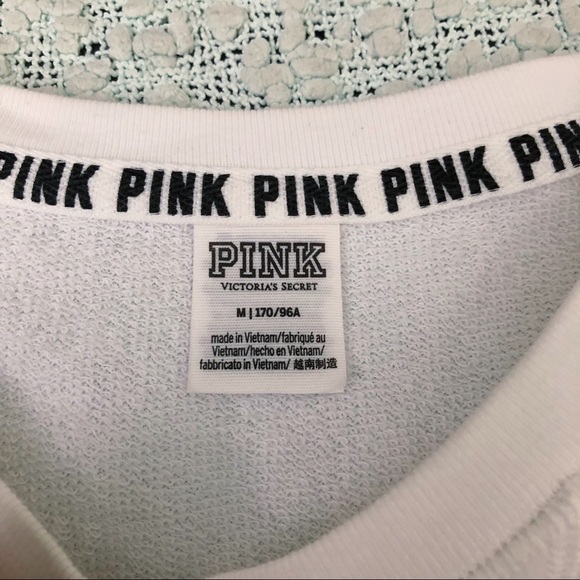 PINK PINK PINK PINK PIN
PINK
VICTORIA'S SECRET
M | 170/96A
made in Vietnam/fabriqué au
Vietnam/hecho en Vietnam/
fabbricato in Vietnam/ 越南制造